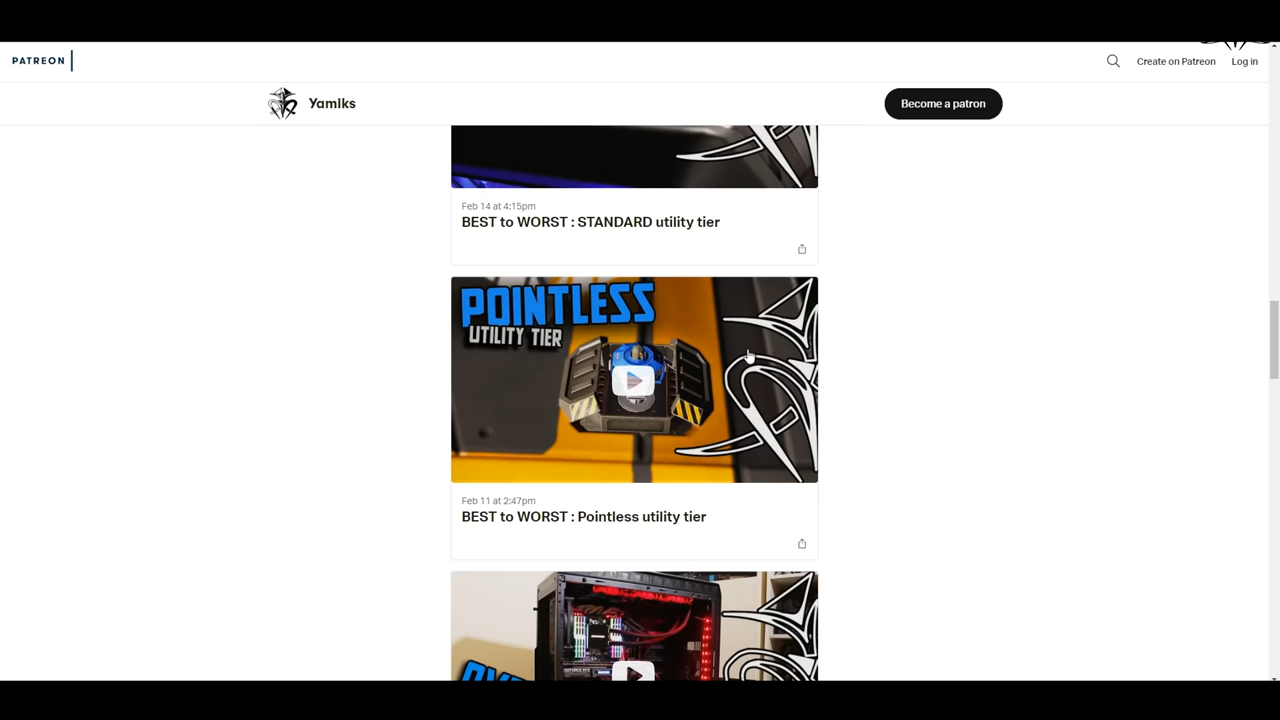 PATREON
Create on Patreon
Log in
Yamiks
Become a patron
Feb 14 at 4:15pm
BEST to WORST : STANDARD utility tier
POINTLESS
UTILITY TIER
Feb 11 at 2:47pm
BEST to WORST : Pointless utility tier